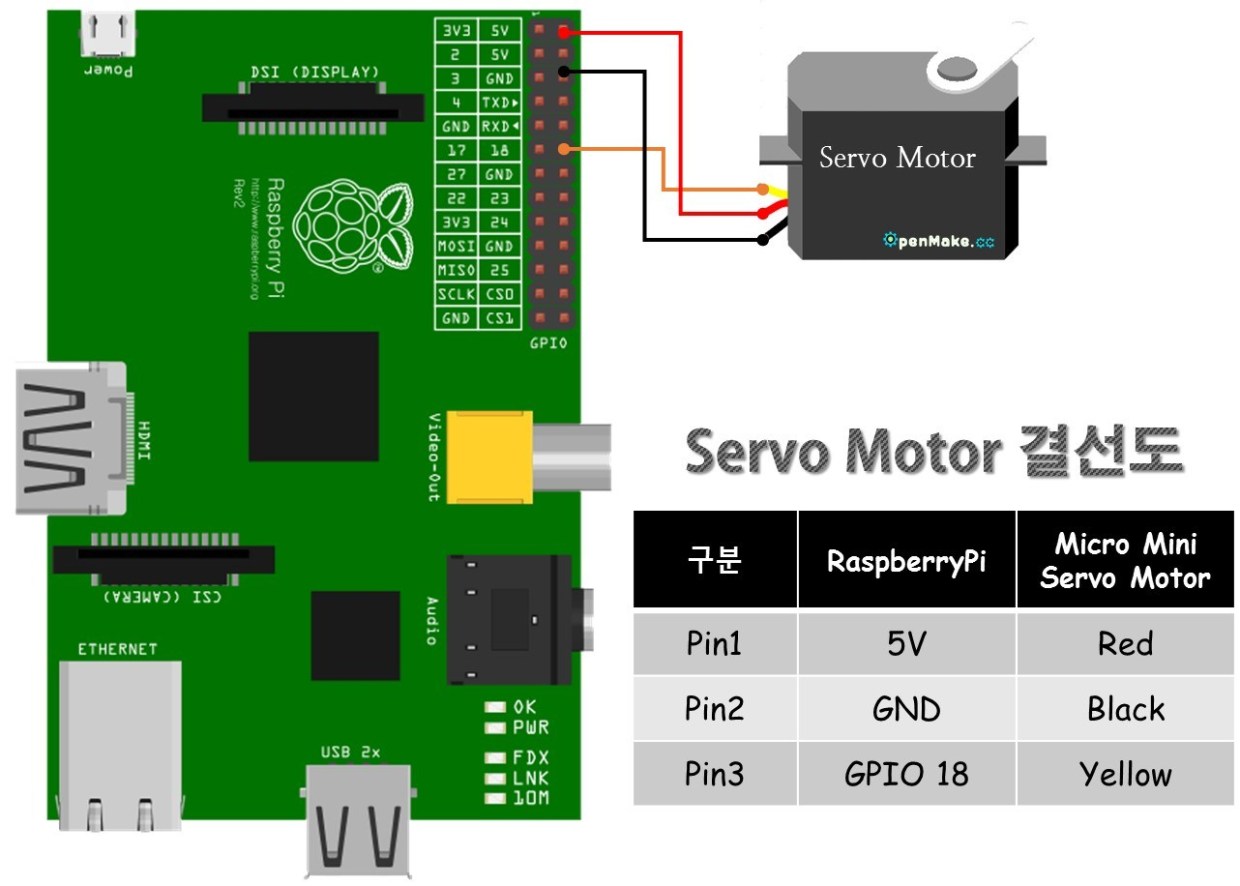 1
Power
DSI (DISPLAY)
3V3 5V
2 5V
3 GND
4 TXD▸
GND RXD◂
17 18
27 GND
22 23
3V3 24
MOSI GND
MISO 25
SCLK CS0
GND CS1
GPIO
Raspberry Pi
http://www.raspberrypi.org
Rev2
®
Servo Motor
OpenMake.cc
HDMI
Video-Out
CSI (CAMERA)
Audio
ETHERNET
OK
PWR
FDX
LNK
10M
USB 2x
Servo Motor 결선도
구분 RaspberryPi Micro Mini
Servo Motor
Pin1 5V Red
Pin2 GND Black
Pin3 GPIO 18 Yellow